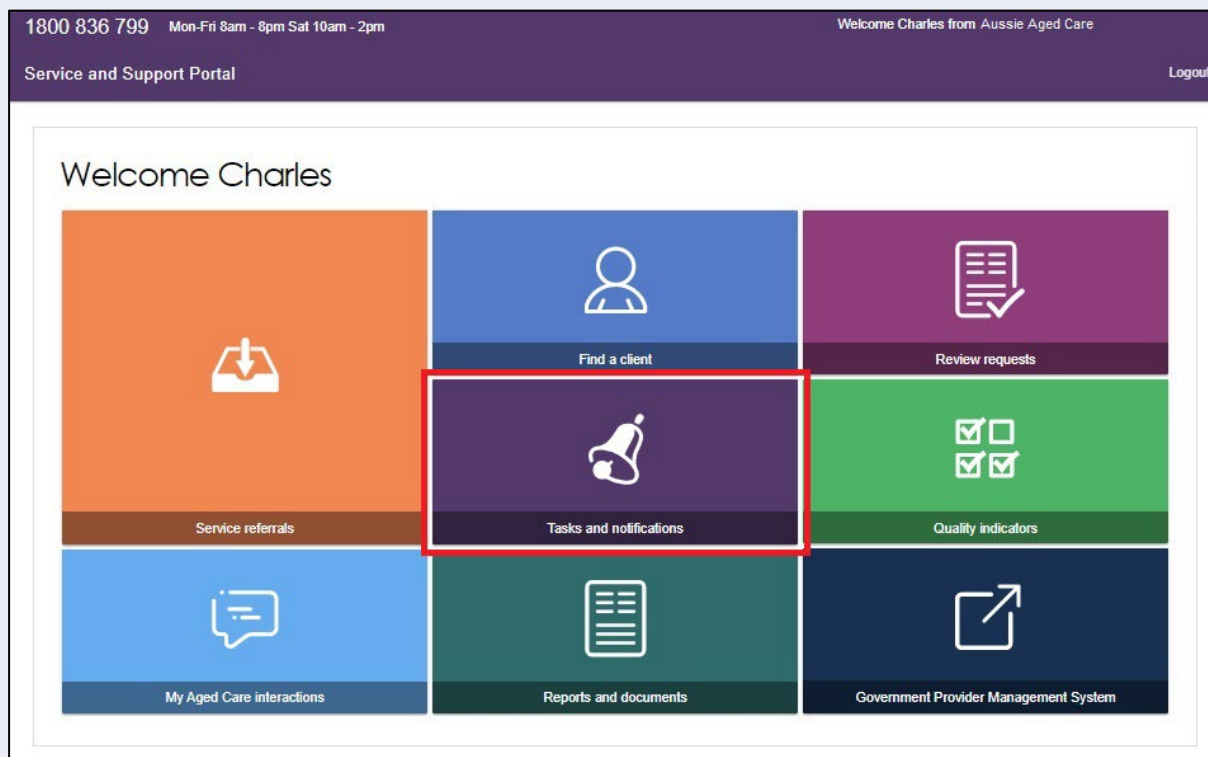 1800 836 799 Mon-Fri 8am - 8pm Sat 10am - 2pm
Welcome Charles from Aussie Aged Care
Service and Support Portal
Logout
Welcome Charles
Find a client
Review requests
Service referrals
Tasks and notifications
Quality indicators
My Aged Care interactions
Reports and documents
Government Provider Management System